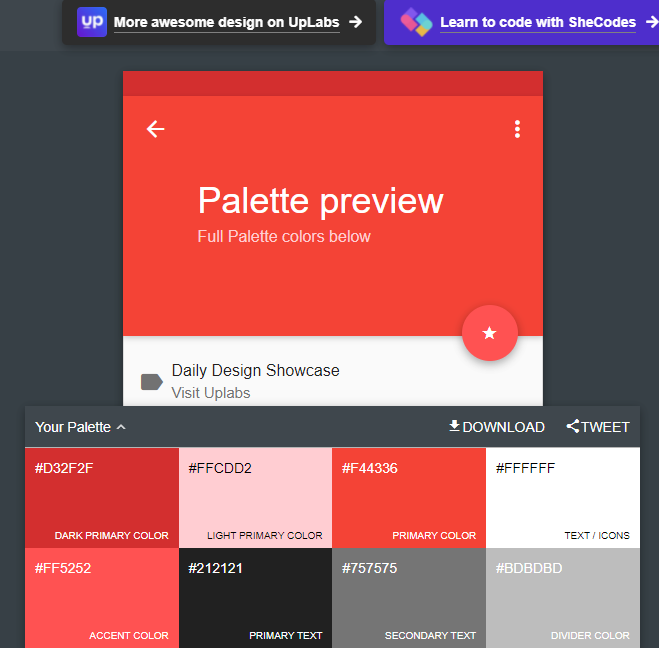 up More awesome design on UpLabs
Learn to code with SheCodes
Palette preview
Full Palette colors below
Daily Design Showcase
Visit Uplabs
Your Palette
DOWNLOAD
TWEET
#D32F2F
DARK PRIMARY COLOR
#FFCDD2
LIGHT PRIMARY COLOR
#F44336
PRIMARY COLOR
#FFFFFF
TEXT / ICONS
#FF5252
ACCENT COLOR
#212121
PRIMARY TEXT
#757575
SECONDARY TEXT
#BDBDBD
DIVIDER COLOR